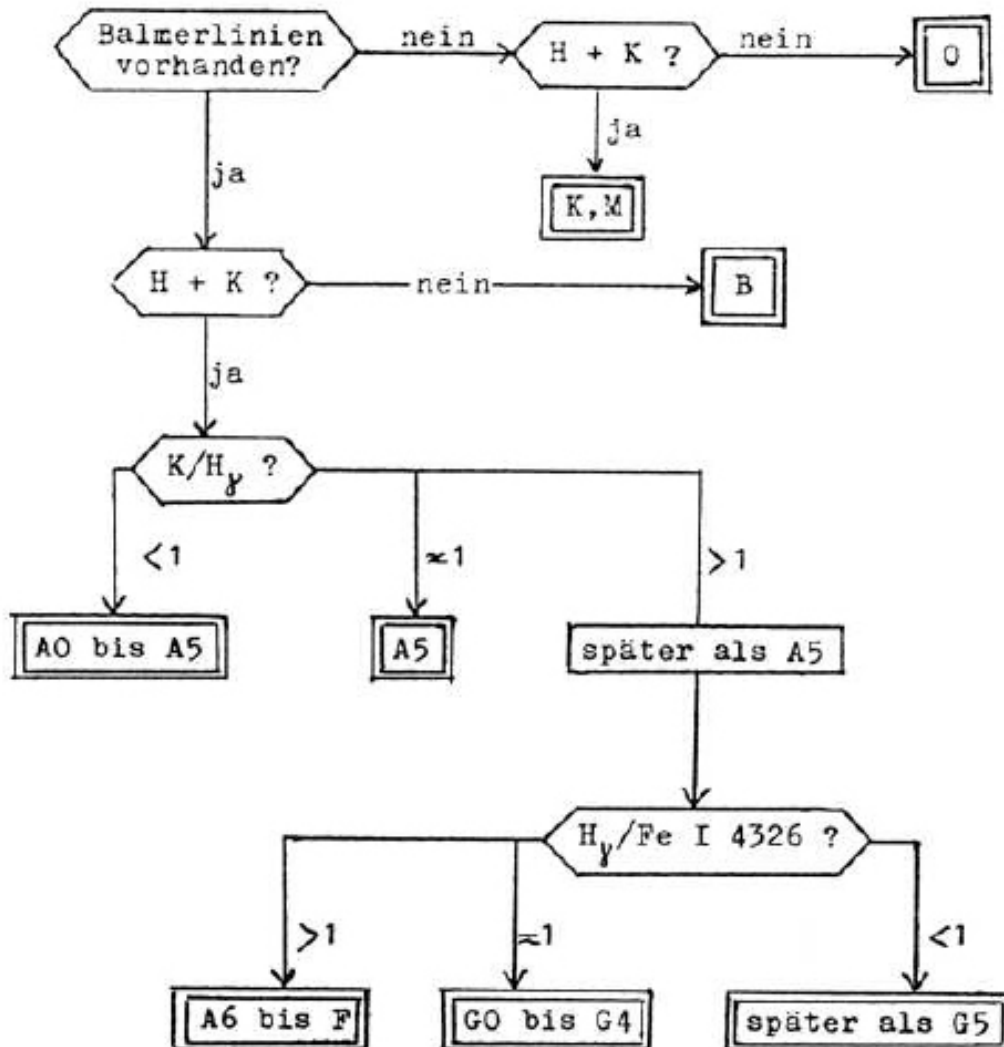 Balmerlinien
vorhanden?
nein
H + K ?
nein
O
ja
K,M
ja
H + K ?
nein
B
ja
K/Hγ ?
<1
≍1
>1
A0 bis A5
A5
später als A5
Hγ/Fe I 4326 ?
>1
≍1
<1
A6 bis F
G0 bis G4
später als G5